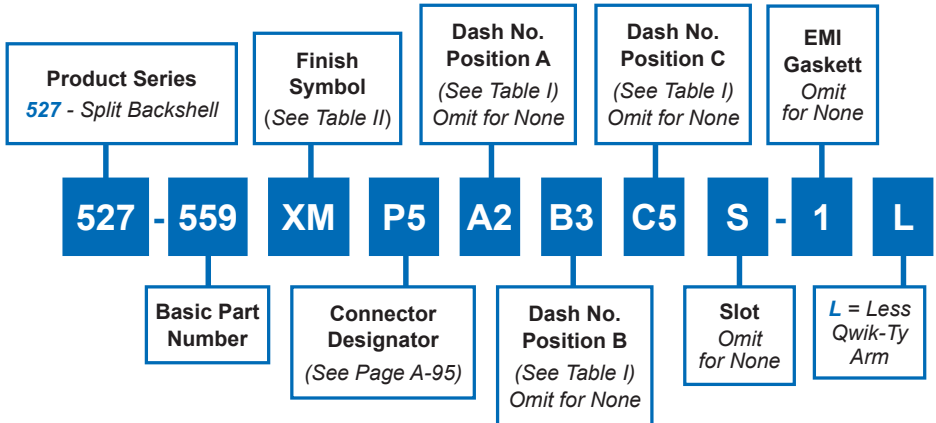 Product Series
527 - Split Backshell
Finish
Symbol
(See Table II)
Dash No.
Position A
(See Table I)
Omit for None
Dash No.
Position C
(See Table I)
Omit for None
EMI
Gaskett
Omit
for None
527 - 559 XM P5 A2 B3 C5 S - 1 L
Basic Part
Number
Connector
Designator
(See Page A-95)
Dash No.
Position B
(See Table I)
Omit for None
Slot
Omit
for None
L = Less
Qwik-Ty
Arm